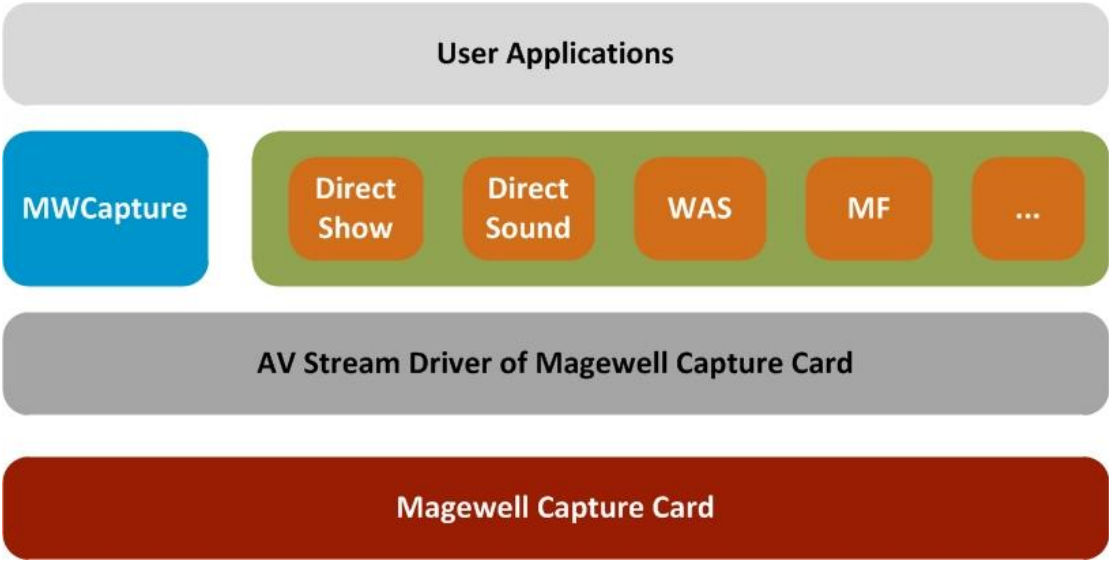 User Applications
MWCapture
Direct
Show
Direct
Sound
WAS
MF
...
AV Stream Driver of Magewell Capture Card
Magewell Capture Card